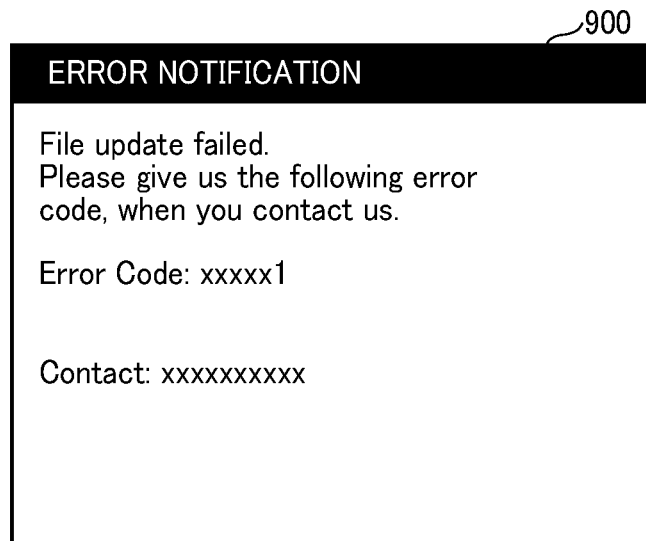 900
ERROR NOTIFICATION
File update failed.
Please give us the following error
code, when you contact us.
Error Code: xxxxx1
Contact: xxxxxxxxxx